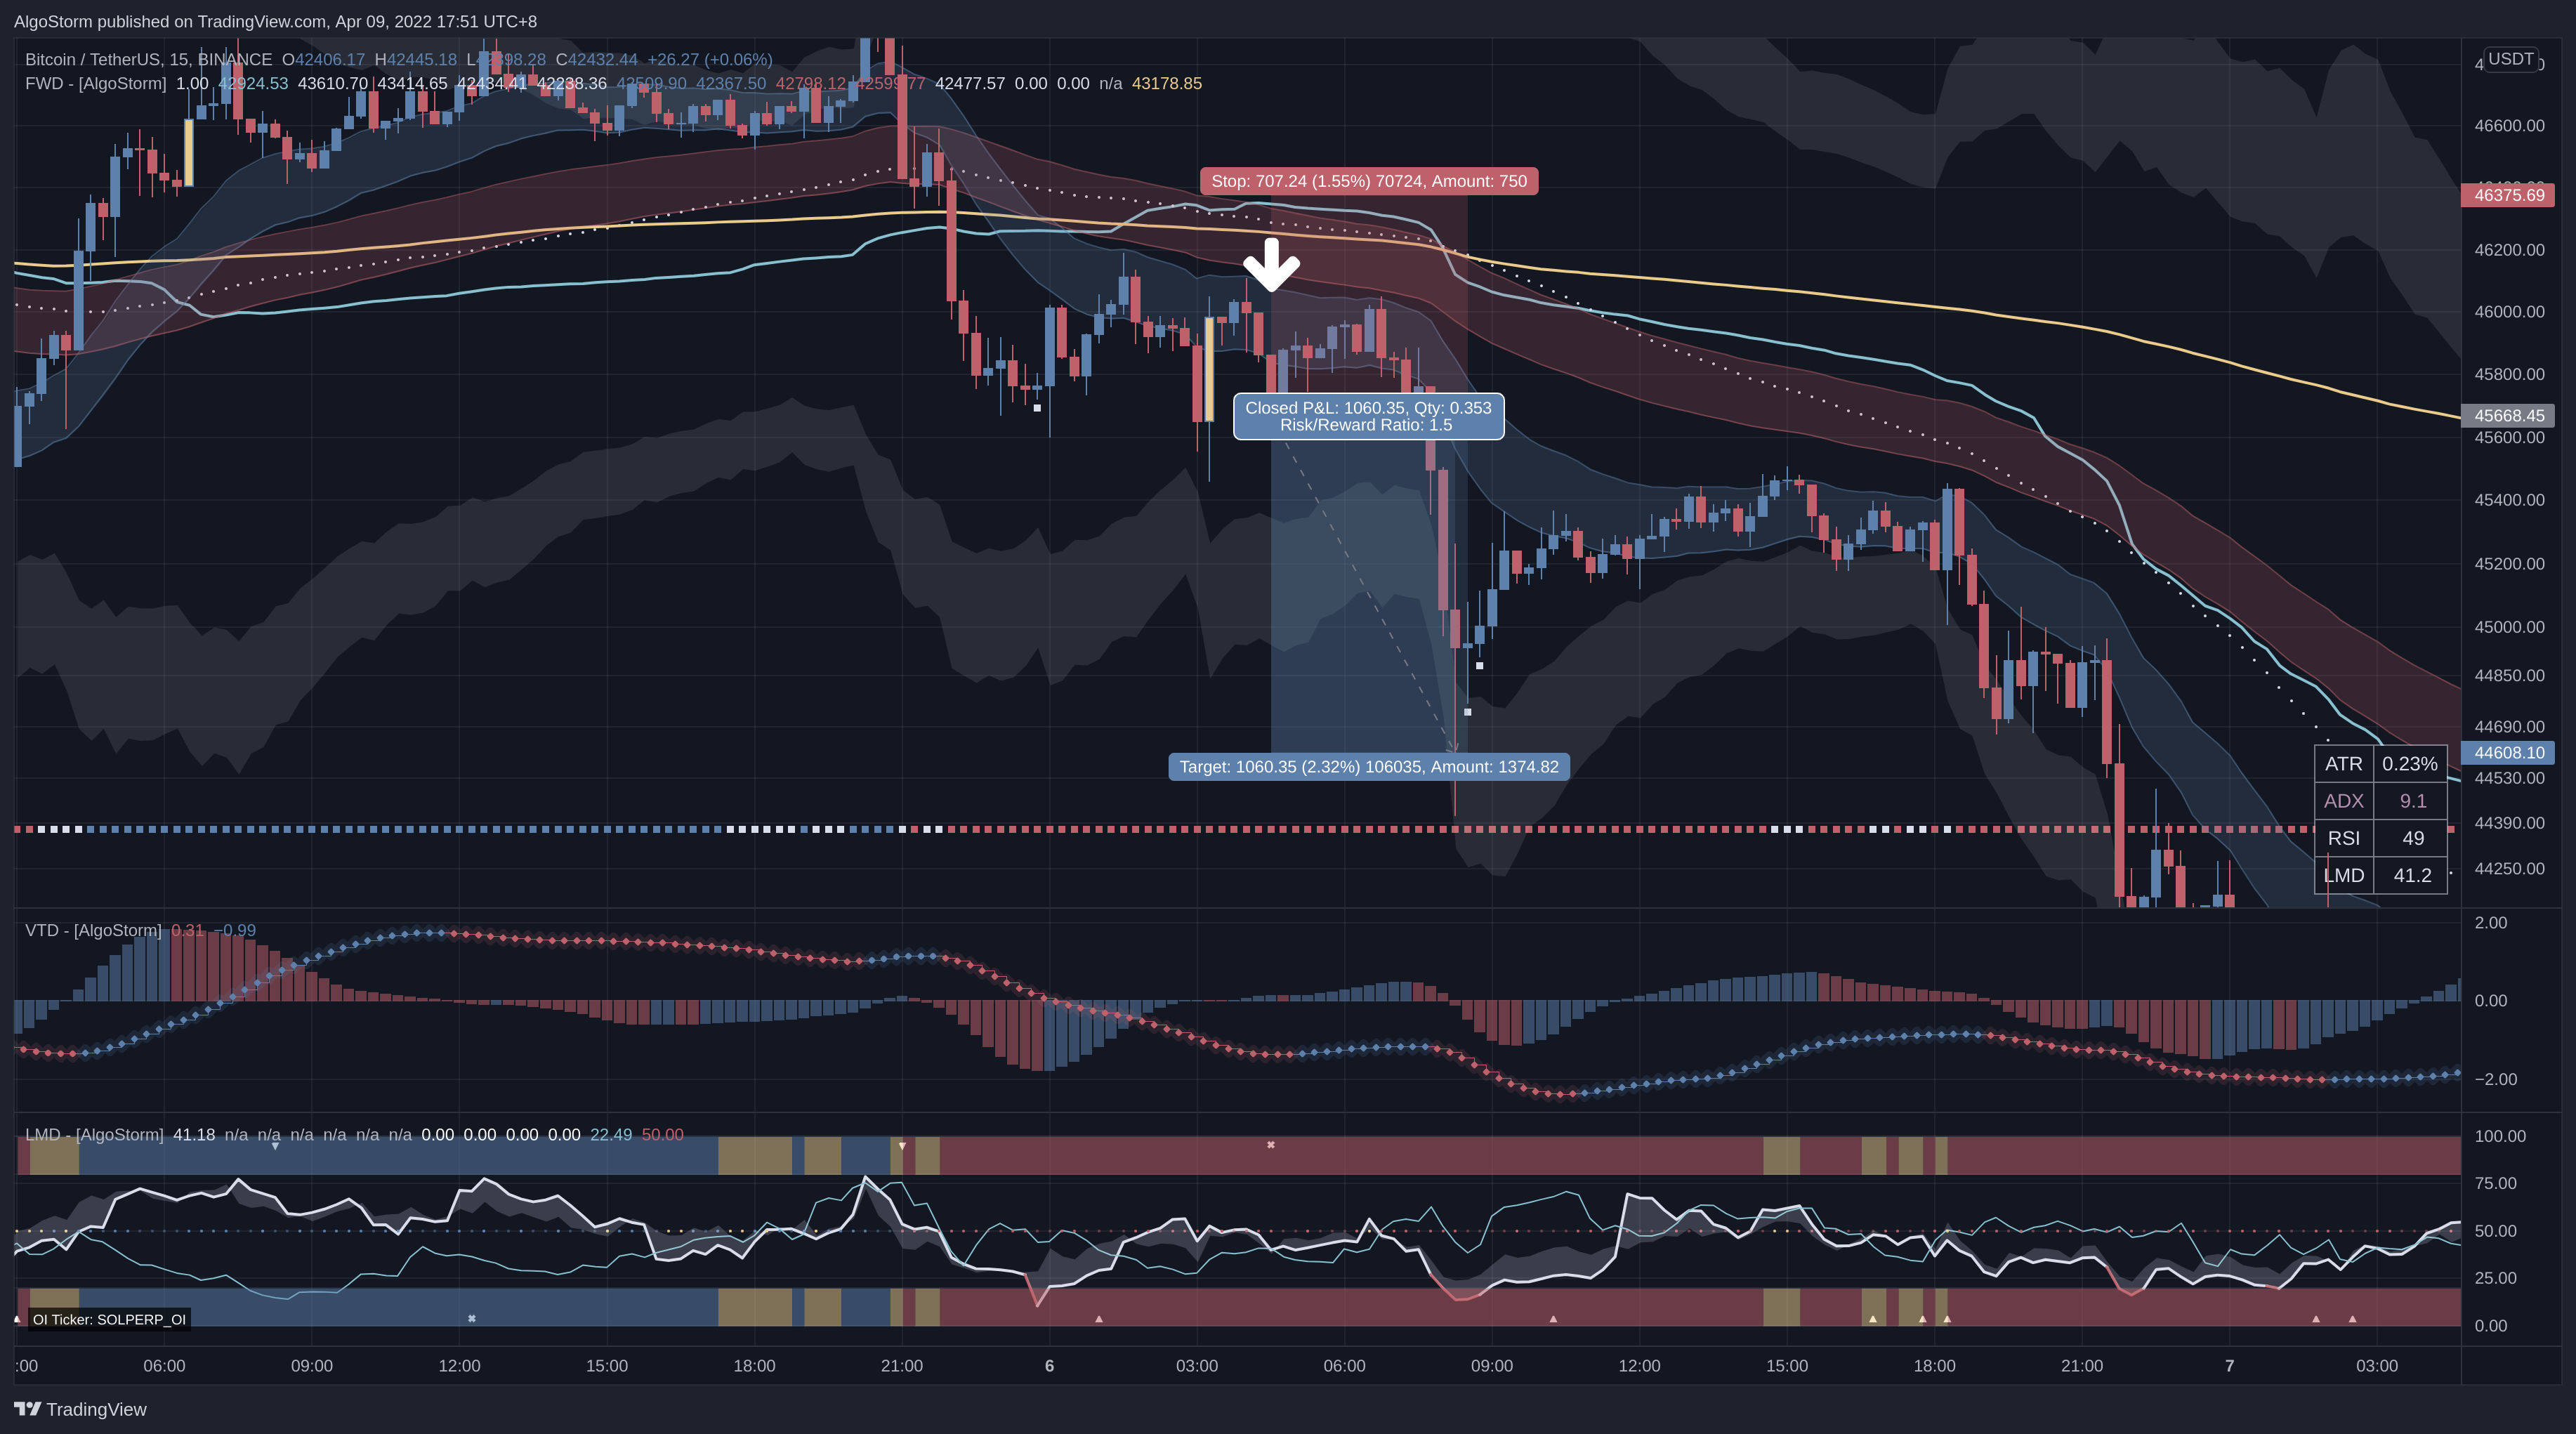 AlgoStorm published on TradingView.com, Apr 09, 2022 17:51 UTC+8
Bitcoin / TetherUS, 15, BINANCE O42406.17 H42445.18 L42398.28 C42432.44 +26.27 (+0.06%)
FWD - [AlgoStorm] 1.00 42924.53 43610.70 43414.65 42434.41 42238.36 42509.90 42367.50 42798.12 42599.77 42477.57 0.00 0.00 n/a 43178.85
USDT
46600.00
46375.69
46200.00
46000.00
45800.00
45668.45
45600.00
45400.00
45200.00
45000.00
44850.00
44690.00
44608.10
44530.00
44390.00
44250.00
Stop: 707.24 (1.55%) 70724, Amount: 750
Closed P&L: 1060.35, Qty: 0.353
Risk/Reward Ratio: 1.5
Target: 1060.35 (2.32%) 106035, Amount: 1374.82
ATR 0.23%
ADX 9.1
RSI 49
LMD 41.2
VTD - [AlgoStorm] 0.31 −0.99
2.00
0.00
−2.00
LMD - [AlgoStorm] 41.18 n/a n/a n/a n/a n/a n/a 0.00 0.00 0.00 0.00 22.49 50.00
100.00
75.00
50.00
25.00
0.00
OI Ticker: SOLPERP_OI
:00 06:00 09:00 12:00 15:00 18:00 21:00 6 03:00 06:00 09:00 12:00 15:00 18:00 21:00 7 03:00
TradingView